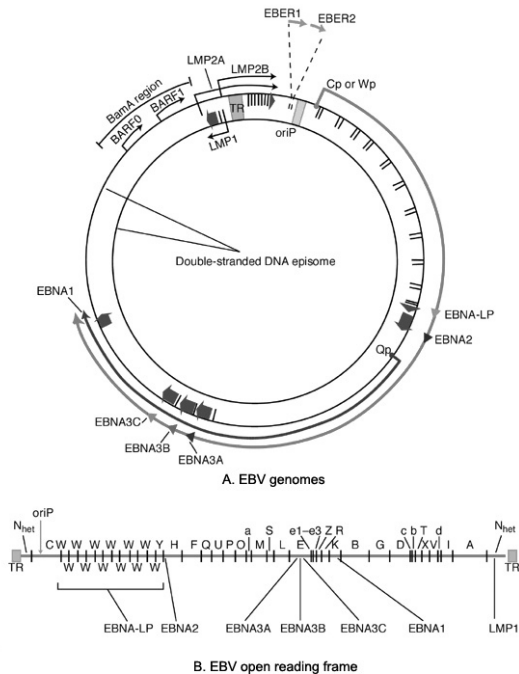 EBER1
EBER2
LMP2A
LMP2B
Cp or Wp
BamA region
BARF1
BARF0
TR
oriP
LMP1
Double-stranded DNA episome
EBNA1
EBNA-LP
EBNA2
Qp
EBNA3C
EBNA3B
EBNA3A
A. EBV genomes
oriP
Nhet
a S e1–e3 Z R c b T d
Nhet
C W W W W W W Y H F Q U P O M L E K B G D X V I A
TR
W W W W W W
TR
EBNA-LP EBNA2 EBNA3A EBNA3B EBNA3C EBNA1 LMP1
B. EBV open reading frame